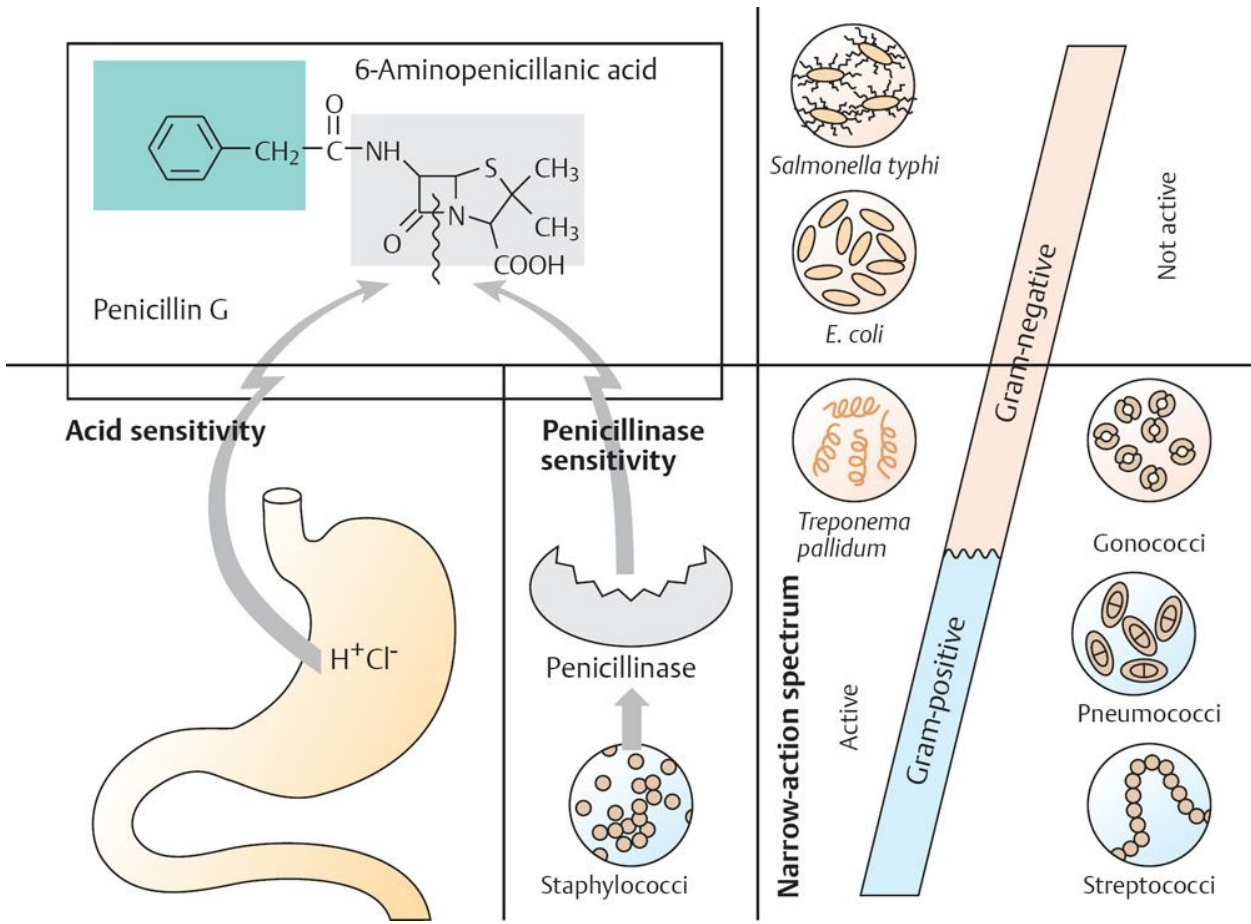 6-Aminopenicillanic acid
O
CH₂
C
NH
S
CH₃
CH₃
N
O
COOH
Penicillin G
Acid sensitivity
H⁺Cl⁻
Penicillinase
sensitivity
Penicillinase
Staphylococci
Salmonella typhi
E. coli
Not active
Gram-negative
Treponema
pallidum
Gonococci
Narrow-action spectrum
Active
Gram-positive
Pneumococci
Streptococci